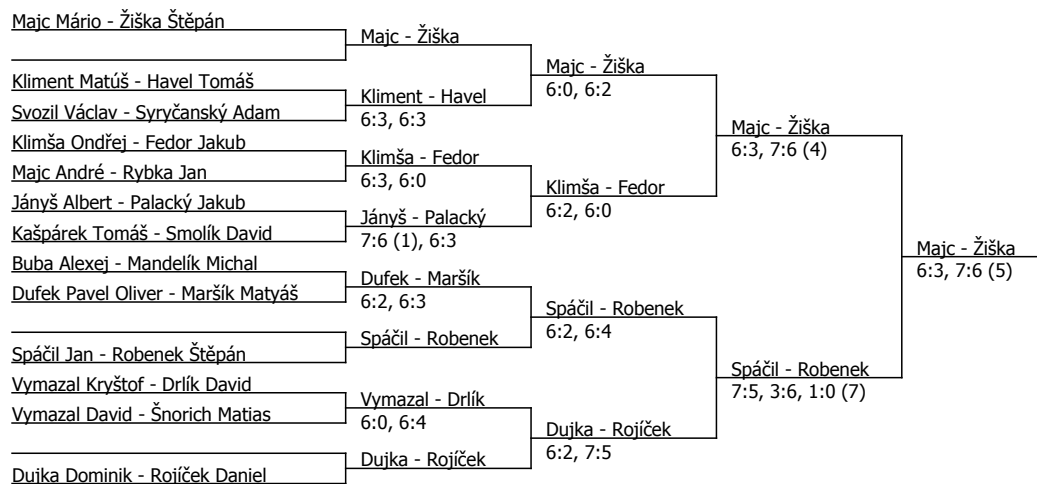 Majc Mário - Žiška Štěpán
Kliment Matúš - Havel Tomáš
Svozil Václav - Syryčanský Adam
Klimša Ondřej - Fedor Jakub
Majc André - Rybka Jan
Jányš Albert - Palacký Jakub
Kašpárek Tomáš - Smolík David
Buba Alexej - Mandelík Michal
Dufek Pavel Oliver - Maršík Matyáš
Spáčil Jan - Robenek Štěpán
Vymazal Kryštof - Drlík David
Vymazal David - Šnorich Matias
Dujka Dominik - Rojíček Daniel
Majc - Žiška
Kliment - Havel
6:3, 6:3
Klimša - Fedor
6:3, 6:0
Jányš - Palacký
7:6 (1), 6:3
Dufek - Maršík
6:2, 6:3
Spáčil - Robenek
Vymazal - Drlík
6:0, 6:4
Dujka - Rojíček
Majc - Žiška
6:0, 6:2
Klimša - Fedor
6:2, 6:0
Spáčil - Robenek
6:2, 6:4
Dujka - Rojíček
6:2, 7:5
Majc - Žiška
6:3, 7:6 (4)
Spáčil - Robenek
7:5, 3:6, 1:0 (7)
Majc - Žiška
6:3, 7:6 (5)